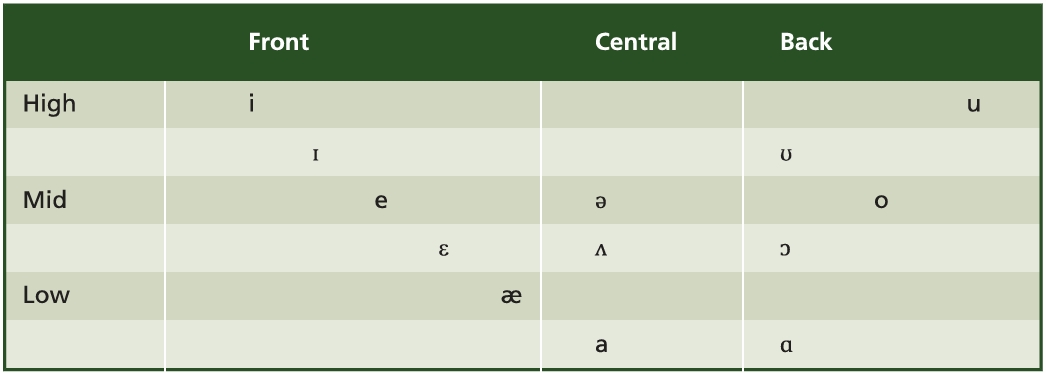 Front Central Back
High i u
ɪ ʊ
Mid e ə o
ɛ ʌ ɔ
Low æ
a ɑ